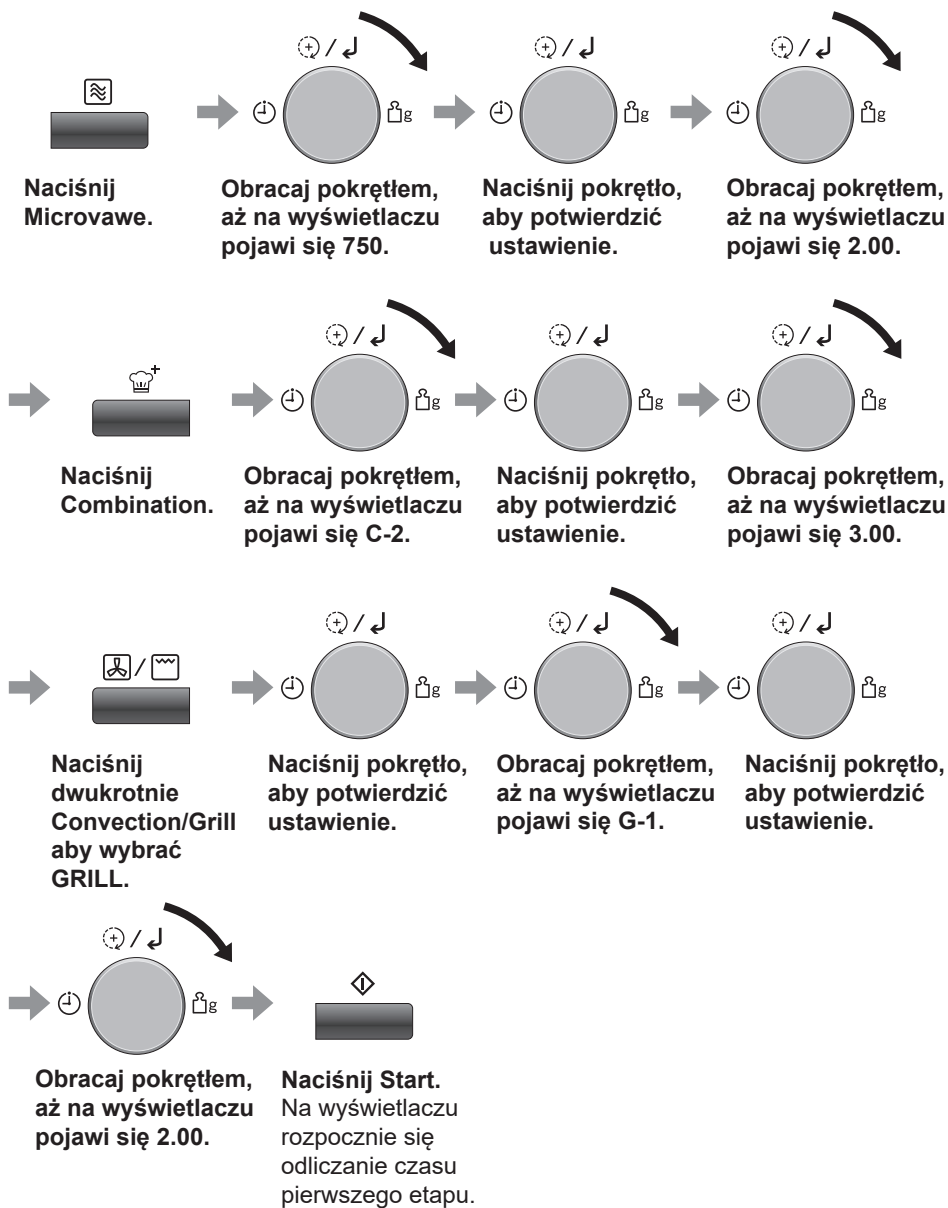 Naciśnij
Microvawe.
Obracaj pokrętłem,
aż na wyświetlaczu
pojawi się 750.
Naciśnij pokrętło,
aby potwierdzić
ustawienie.
Obracaj pokrętłem,
aż na wyświetlaczu
pojawi się 2.00.
g
g
g
Naciśnij
Combination.
Obracaj pokrętłem,
aż na wyświetlaczu
pojawi się C-2.
Naciśnij pokrętło,
aby potwierdzić
ustawienie.
Obracaj pokrętłem,
aż na wyświetlaczu
pojawi się 3.00.
g
g
g
Naciśnij
dwukrotnie
Convection/Grill
aby wybrać
GRILL.
Naciśnij pokrętło,
aby potwierdzić
ustawienie.
Obracaj pokrętłem,
aż na wyświetlaczu
pojawi się G-1.
Naciśnij pokrętło,
aby potwierdzić
ustawienie.
g
g
g
Obracaj pokrętłem,
aż na wyświetlaczu
pojawi się 2.00.
g
Naciśnij Start.
Na wyświetlaczu
rozpocznie się
odliczanie czasu
pierwszego etapu.